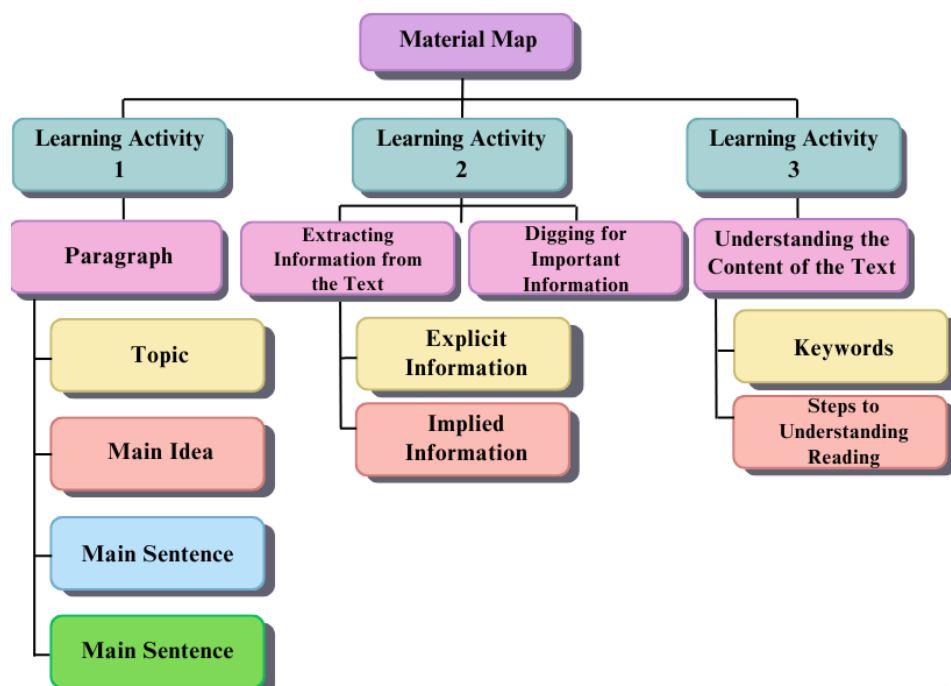 Material Map
Learning Activity
1
Learning Activity
2
Learning Activity
3
Paragraph
Extracting
Information from
the Text
Digging for
Important
Information
Understanding the
Content of the Text
Topic
Main Idea
Main Sentence
Main Sentence
Explicit
Information
Implied
Information
Keywords
Steps to
Understanding
Reading